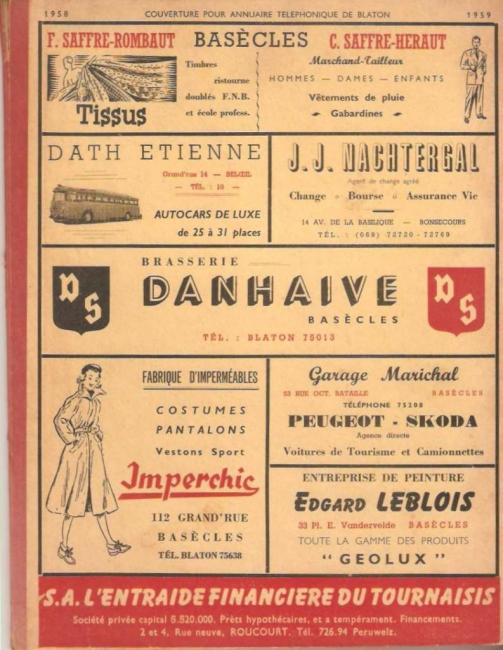 1958 COUVERTURE POUR ANNUAIRE TELEPHONIQUE DE BLATON 1959
F. SAFFRE-ROMBAUT BASÈCLES C. SAFFRE-HERAUT
Tissus
Timbres
ristourne
doublés F.N.B.
et école profess.
Marchand-Tailleur
HOMMES — DAMES — ENFANTS
Vêtements de pluie
Gabardines
DATH ETIENNE
Grand'rue 14 — BELŒIL
— TÉL. : 10 —
AUTOCARS DE LUXE
de 25 à 31 places
J. J. NACHTERGAL
Agent de change agréé
Change Bourse Assurance Vie
14 AV. DE LA BASILIQUE — BONSECOURS
TÉL. : (069) 72720 - 72769
BRASSERIE
DANHAIVE
BASÈCLES
TÉL. : BLATON 75013
D S
D S
FABRIQUE D'IMPERMÉABLES
COSTUMES
PANTALONS
Vestons Sport
Imperchic
112 GRAND'RUE
BASÈCLES
TÉL. BLATON 75638
Garage Marichal
53 RUE OCT. BATAILLE BASÈCLES
TÉLÉPHONE 75208
PEUGEOT - SKODA
Agence directe
Voitures de Tourisme et Camionnettes
ENTREPRISE DE PEINTURE
EDGARD LEBLOIS
33 Pl. E. Vandervelde BASÈCLES
TOUTE LA GAMME DES PRODUITS
" GEOLUX "
S.A. L'ENTRAIDE FINANCIERE DU TOURNAISIS
Société privée capital 5.520.000. Prêts hypothécaires, et a tempérament. Financements.
2 et 4, Rue neuve, ROUCOURT. Tél. 726.94 Peruwelz.